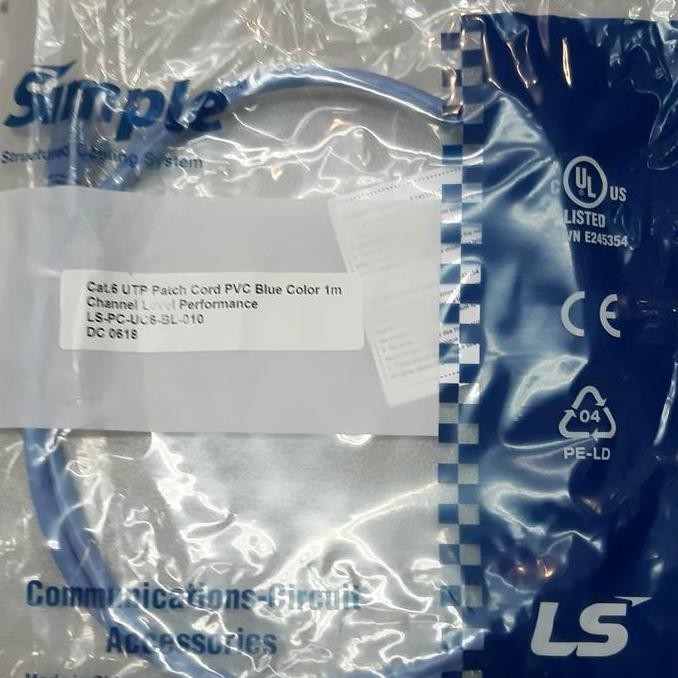 Simple
Structured Cabling System
Cat.6 UTP Patch Cord PVC Blue Color 1m
Channel Level Performance
LS-PC-UC6-BL-010
DC 0618
C UL US
LISTED
E245354
CE
04
PE-LD
Communications-Circuit
Accessories
LS